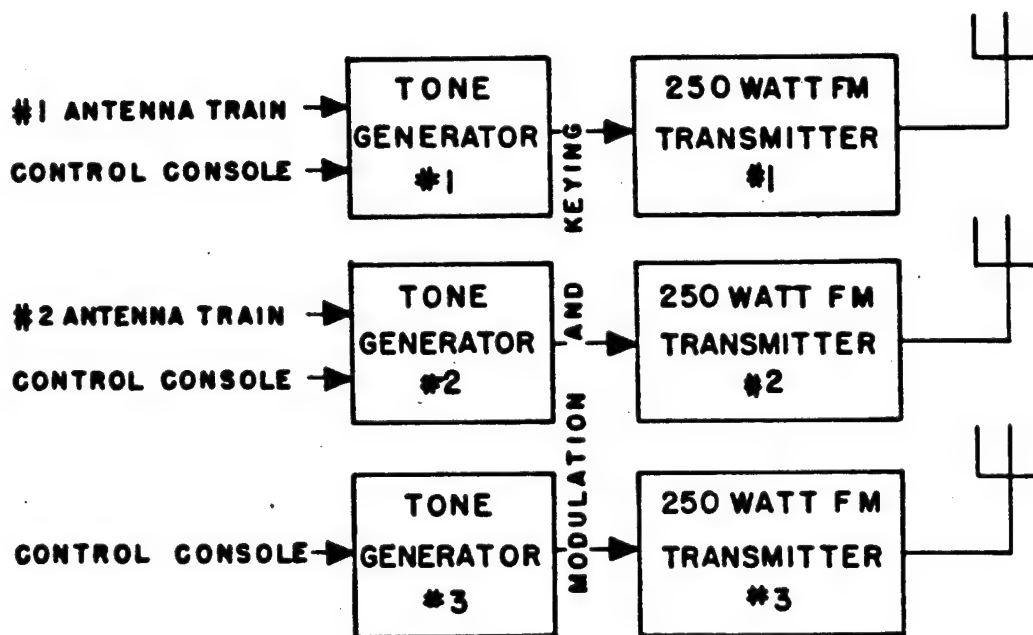 #1 ANTENNA TRAIN
CONTROL CONSOLE
TONE
GENERATOR
#1
250 WATT FM
TRANSMITTER
#1
#2 ANTENNA TRAIN
CONTROL CONSOLE
TONE
GENERATOR
#2
250 WATT FM
TRANSMITTER
#2
CONTROL CONSOLE
TONE
GENERATOR
#3
250 WATT FM
TRANSMITTER
#3
MODULATION AND KEYING